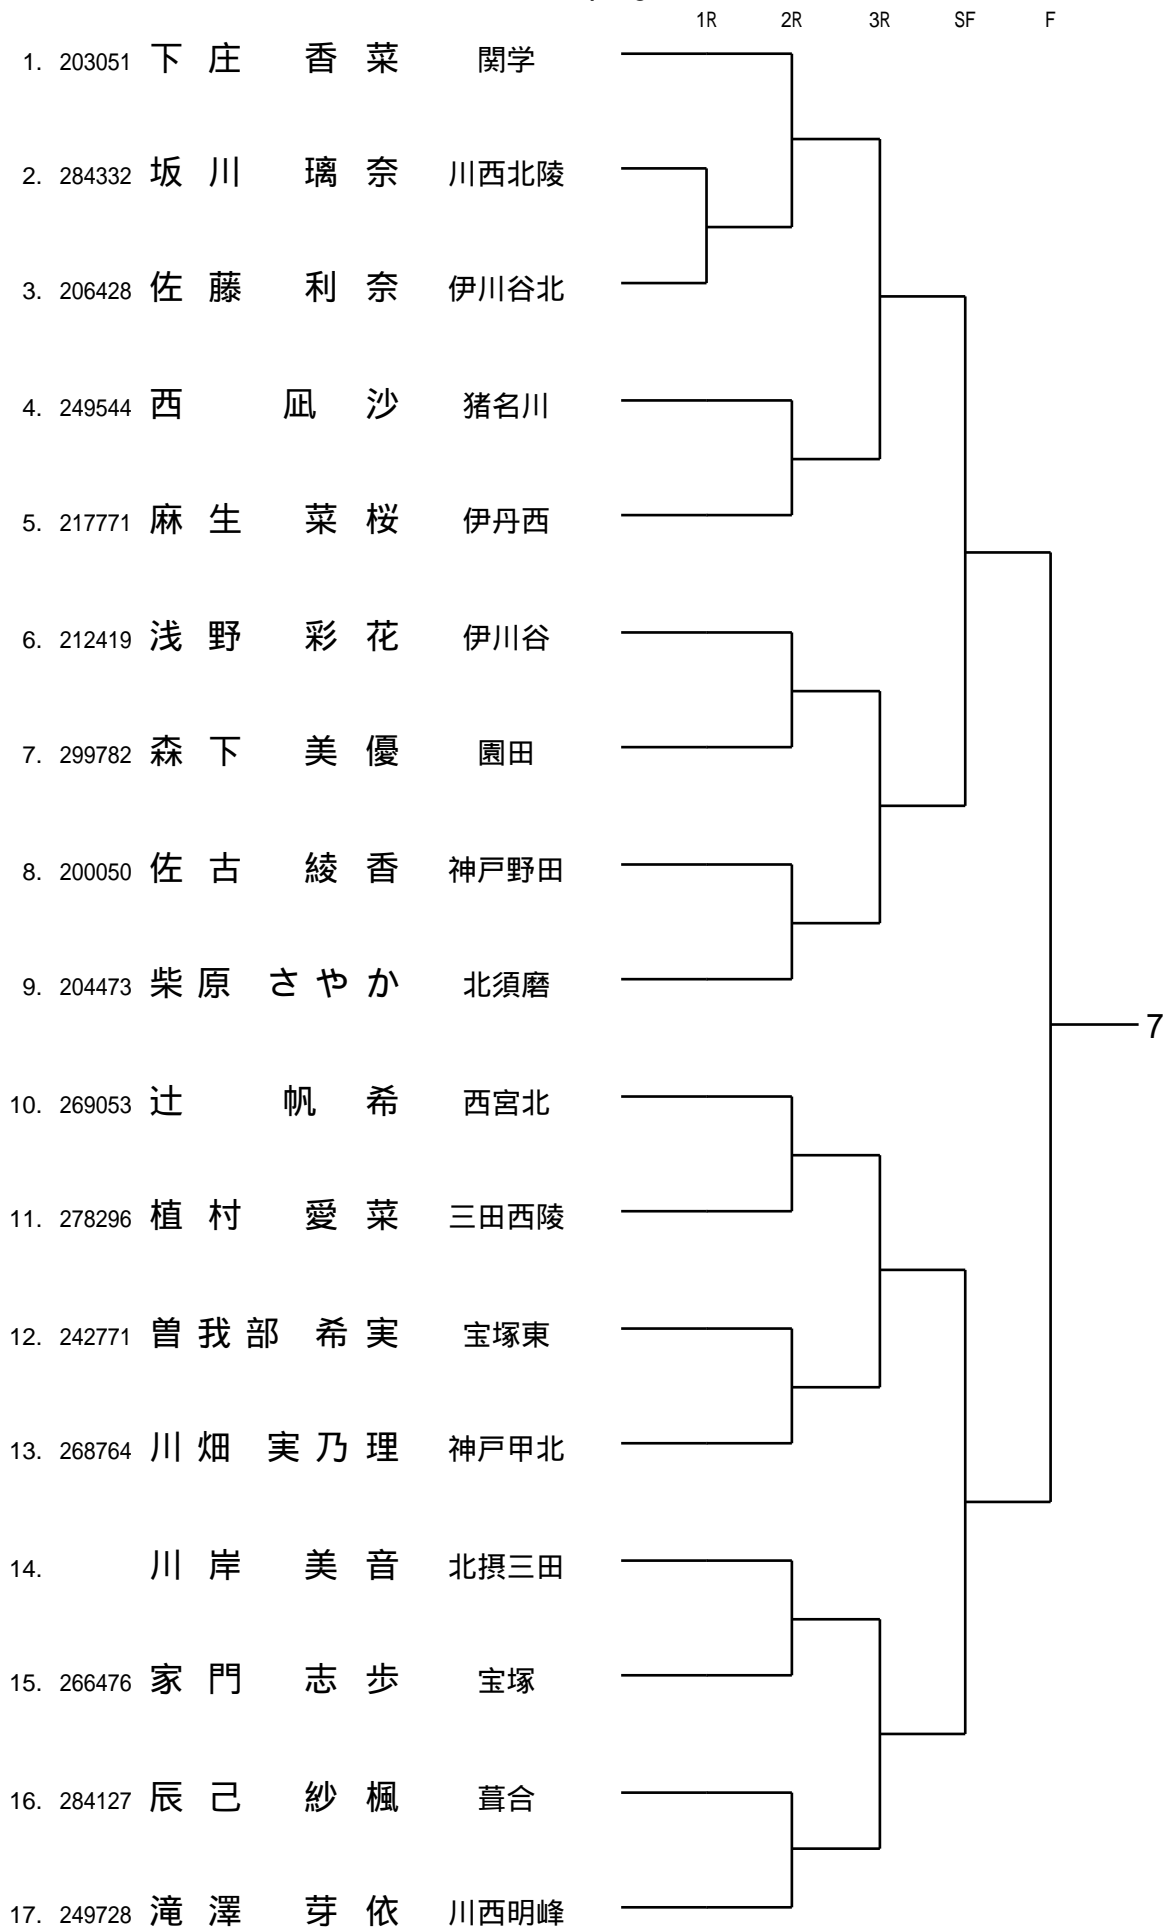 1R 2R 3R SF F
1. 203051 下庄 香菜 関学
2. 284332 坂川 璃奈 川西北陵
3. 206428 佐藤 利奈 伊川谷北
4. 249544 西 凪沙 猪名川
5. 217771 麻生 菜桜 伊丹西
6. 212419 浅野 彩花 伊川谷
7. 299782 森下 美優 園田
8. 200050 佐古 綾香 神戸野田
9. 204473 柴原 さやか 北須磨
7
10. 269053 辻 帆希 西宮北
11. 278296 植村 愛菜 三田西陵
12. 242771 曽我部 希実 宝塚東
13. 268764 川畑 実乃理 神戸甲北
14. 川岸 美音 北摂三田
15. 266476 家門 志歩 宝塚
16. 284127 辰己 紗楓 葺合
17. 249728 滝澤 芽依 川西明峰